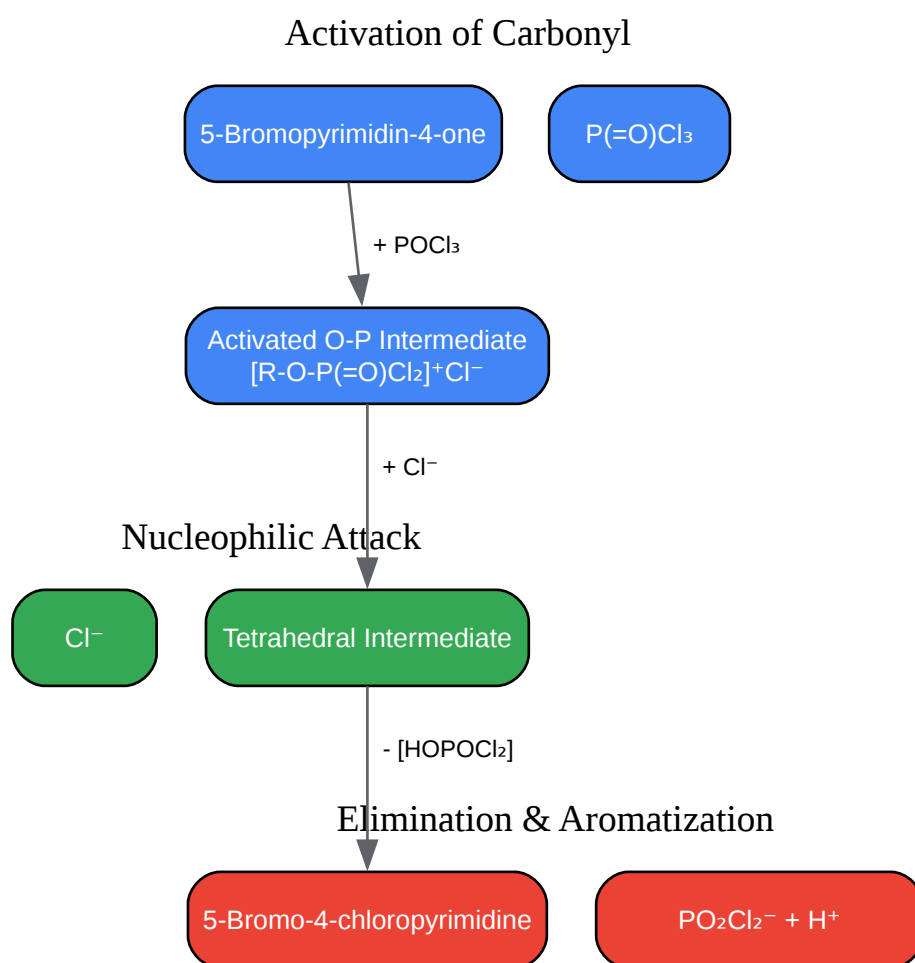 Activation of Carbonyl
5-Bromopyrimidin-4-one
P(=O)Cl₃
+ POCl₃
Activated O-P Intermediate
[R-O-P(=O)Cl₂]⁺Cl⁻
+ Cl⁻
Nucleophilic Attack
Cl⁻
Tetrahedral Intermediate
- [HOPOCl₂]
Elimination & Aromatization
5-Bromo-4-chloropyrimidine
PO₂Cl₂⁻ + H⁺